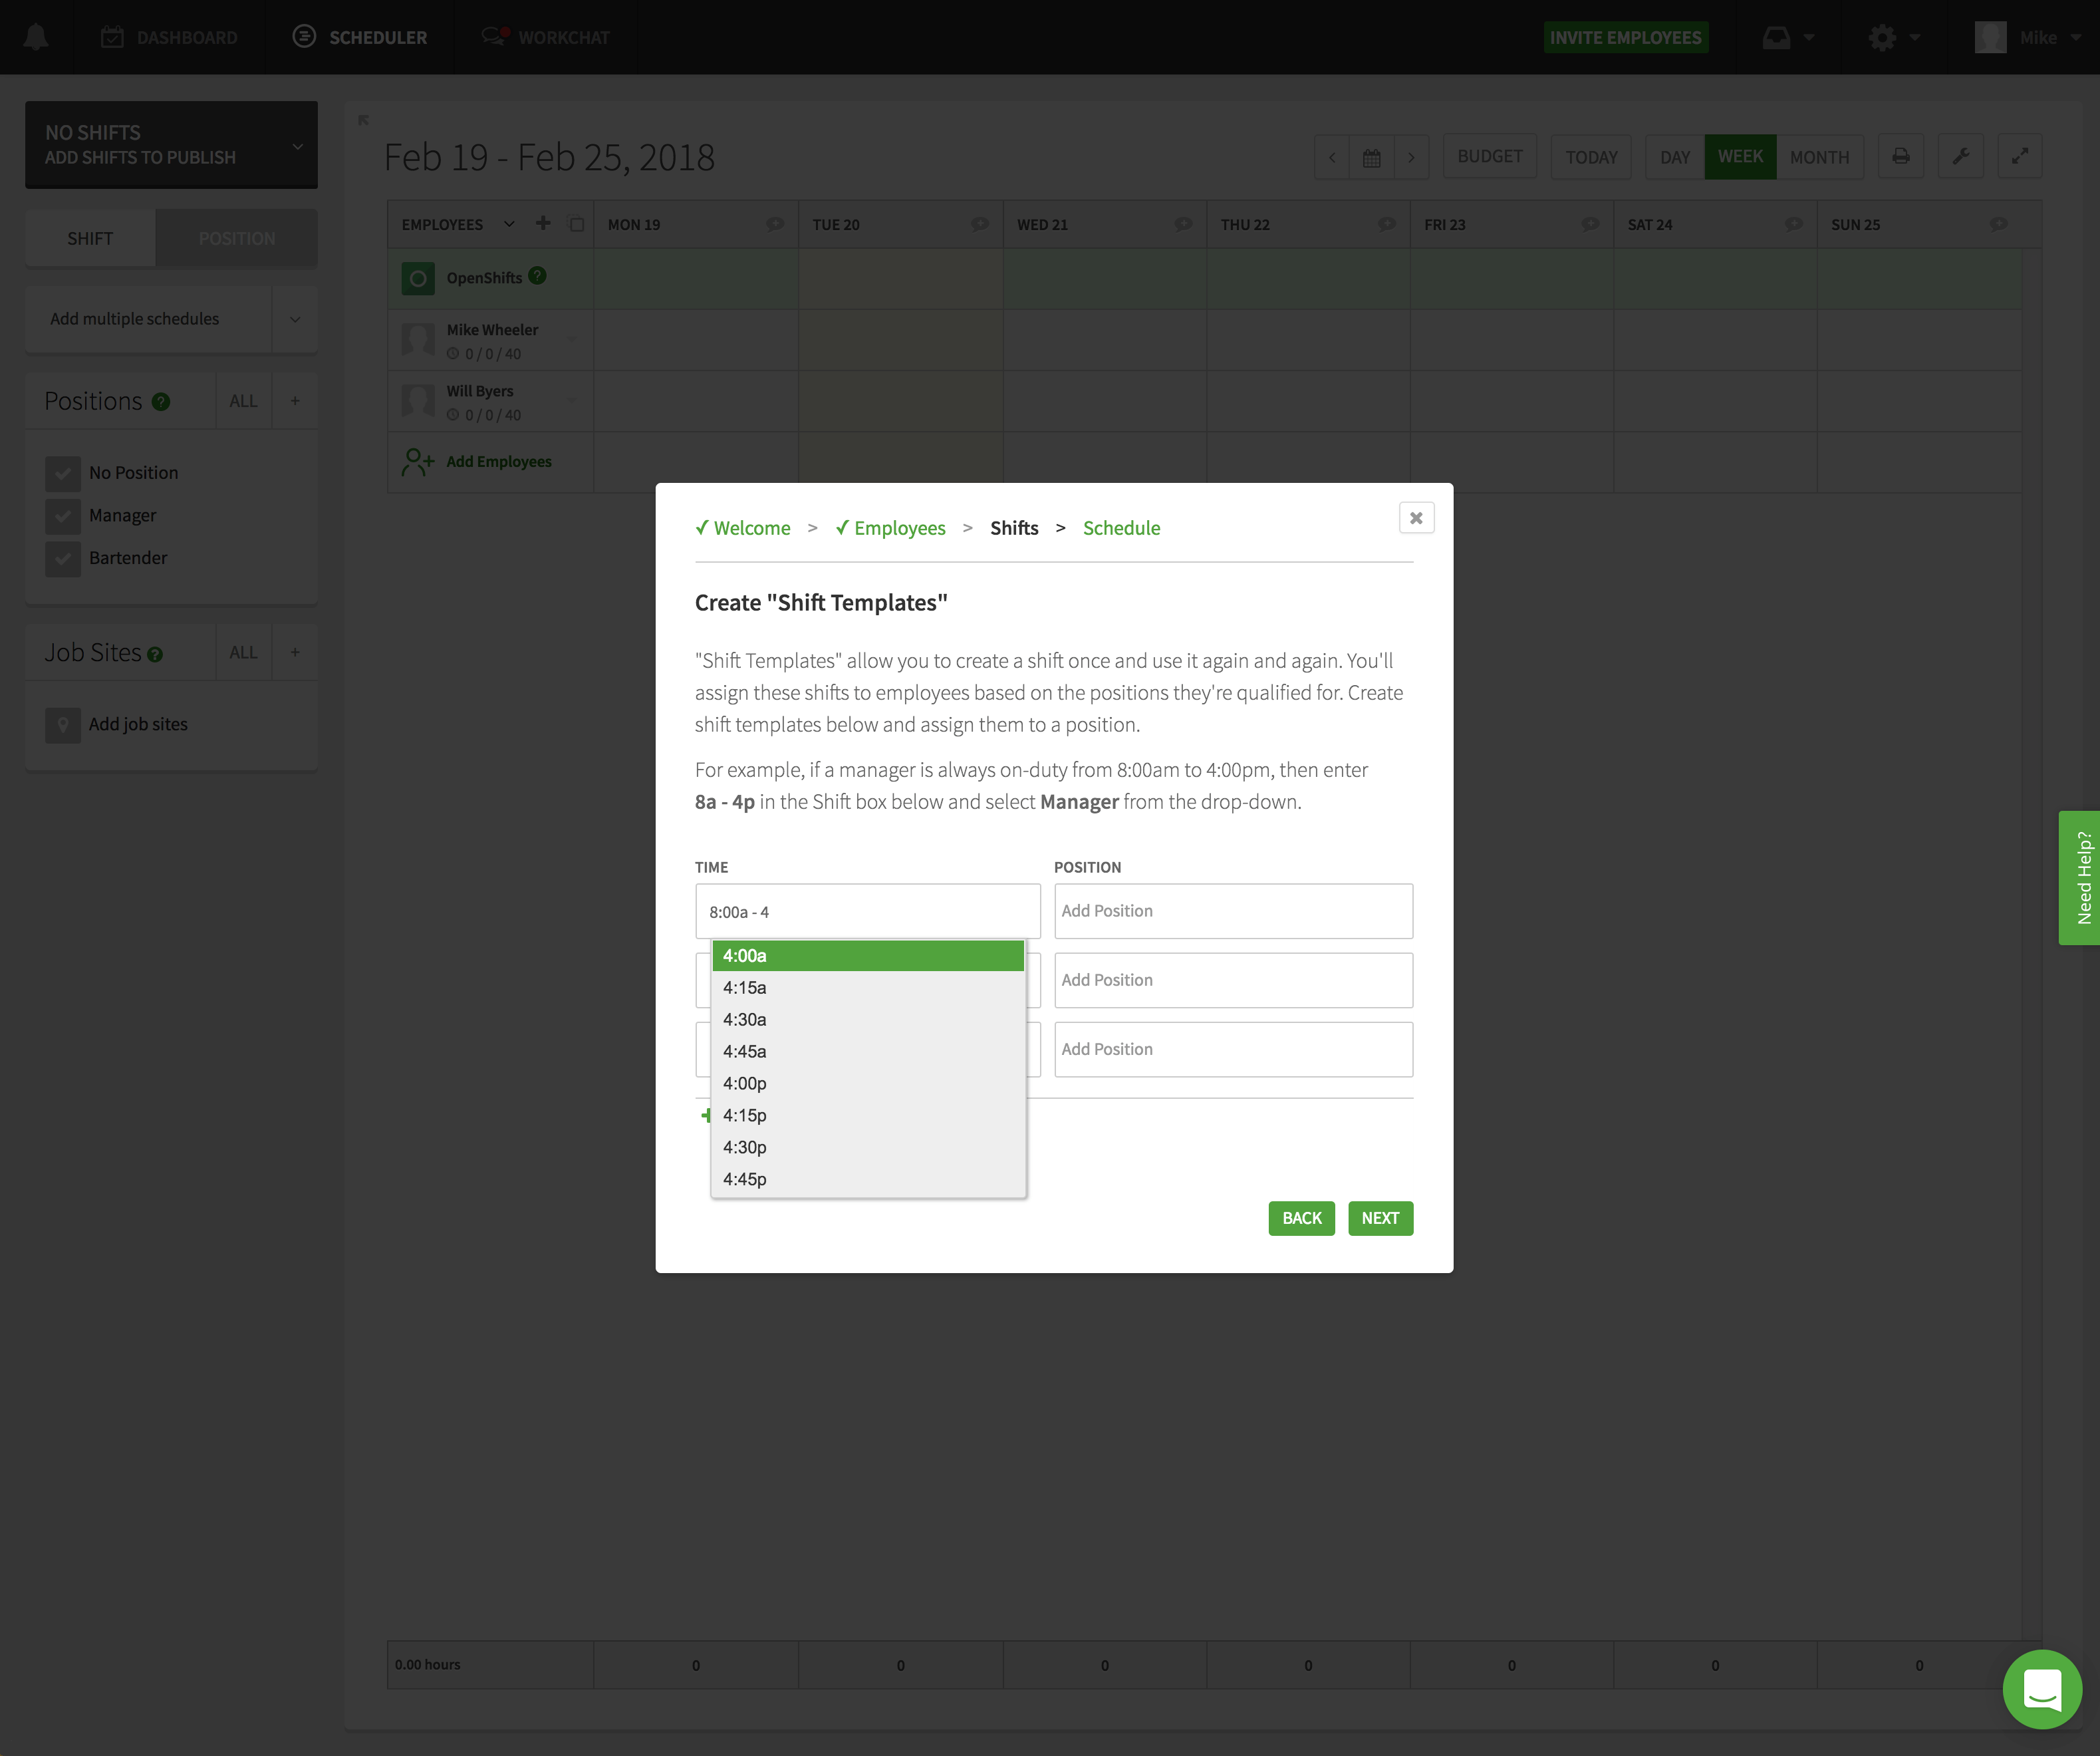 DASHBOARD
SCHEDULER
WORKCHAT
INVITE EMPLOYEES
Mike
NO SHIFTS
ADD SHIFTS TO PUBLISH
SHIFT
POSITION
Add multiple schedules
Positions ?
ALL
+
No Position
Manager
Bartender
Job Sites ?
ALL
+
Add job sites
Feb 19 - Feb 25, 2018
BUDGET
TODAY
DAY
WEEK
MONTH
EMPLOYEES
MON 19
TUE 20
WED 21
THU 22
FRI 23
SAT 24
SUN 25
OpenShifts ?
Mike Wheeler
0 / 0 / 40
Will Byers
0 / 0 / 40
Add Employees
✓ Welcome > ✓ Employees > Shifts > Schedule
Create "Shift Templates"
"Shift Templates" allow you to create a shift once and use it again and again. You'll
assign these shifts to employees based on the positions they're qualified for. Create
shift templates below and assign them to a position.
For example, if a manager is always on-duty from 8:00am to 4:00pm, then enter
8a - 4p in the Shift box below and select Manager from the drop-down.
TIME
POSITION
8:00a - 4
Add Position
Add Position
Add Position
4:00a
4:15a
4:30a
4:45a
4:00p
4:15p
4:30p
4:45p
BACK
NEXT
Need Help?
0.00 hours
0
0
0
0
0
0
0